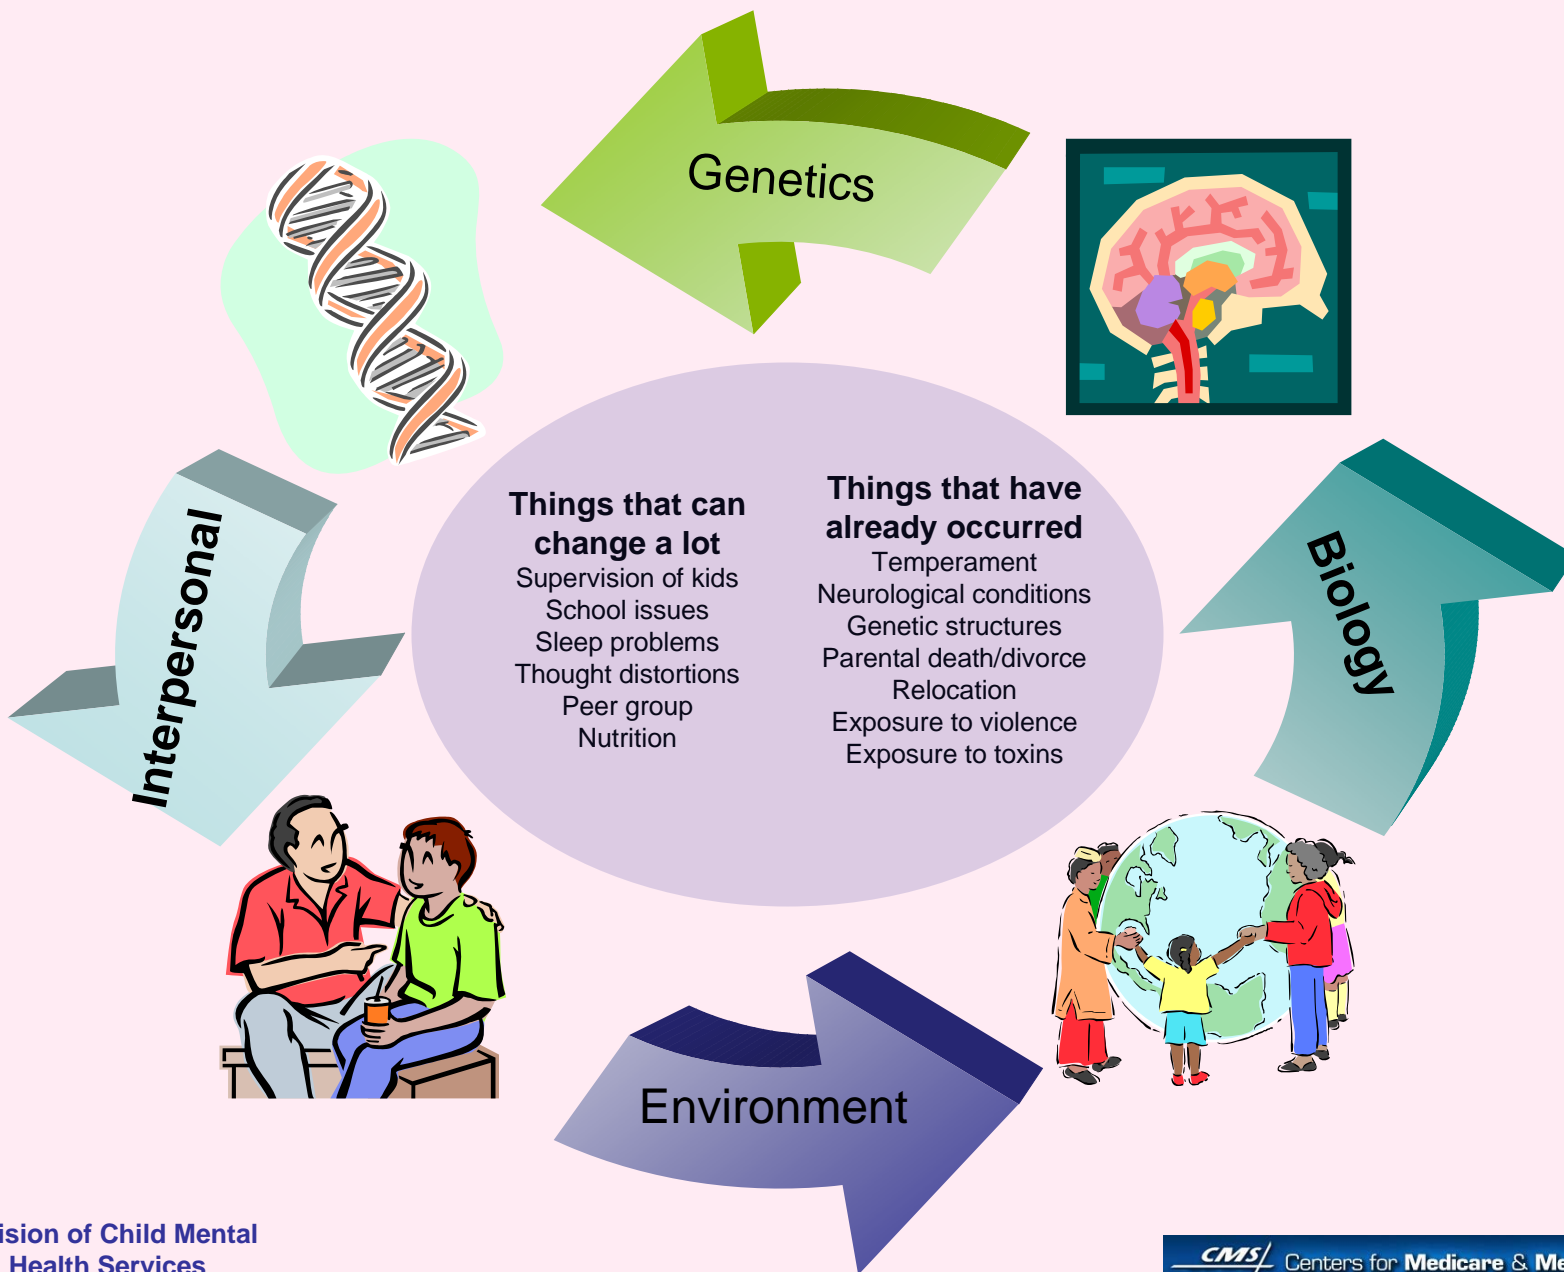 Genetics
Things that can
change a lot
Supervision of kids
School issues
Sleep problems
Thought distortions
Peer group
Nutrition
Things that have
already occurred
Temperament
Neurological conditions
Genetic structures
Parental death/divorce
Relocation
Exposure to violence
Exposure to toxins
Interpersonal
Biology
Environment
ision of Child Mental
Health Services
CMS/ Centers for Medicare & Me